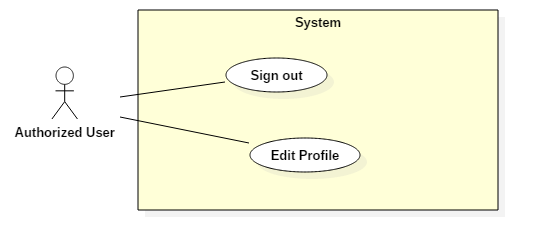 System
Sign out
Authorized User
Edit Profile